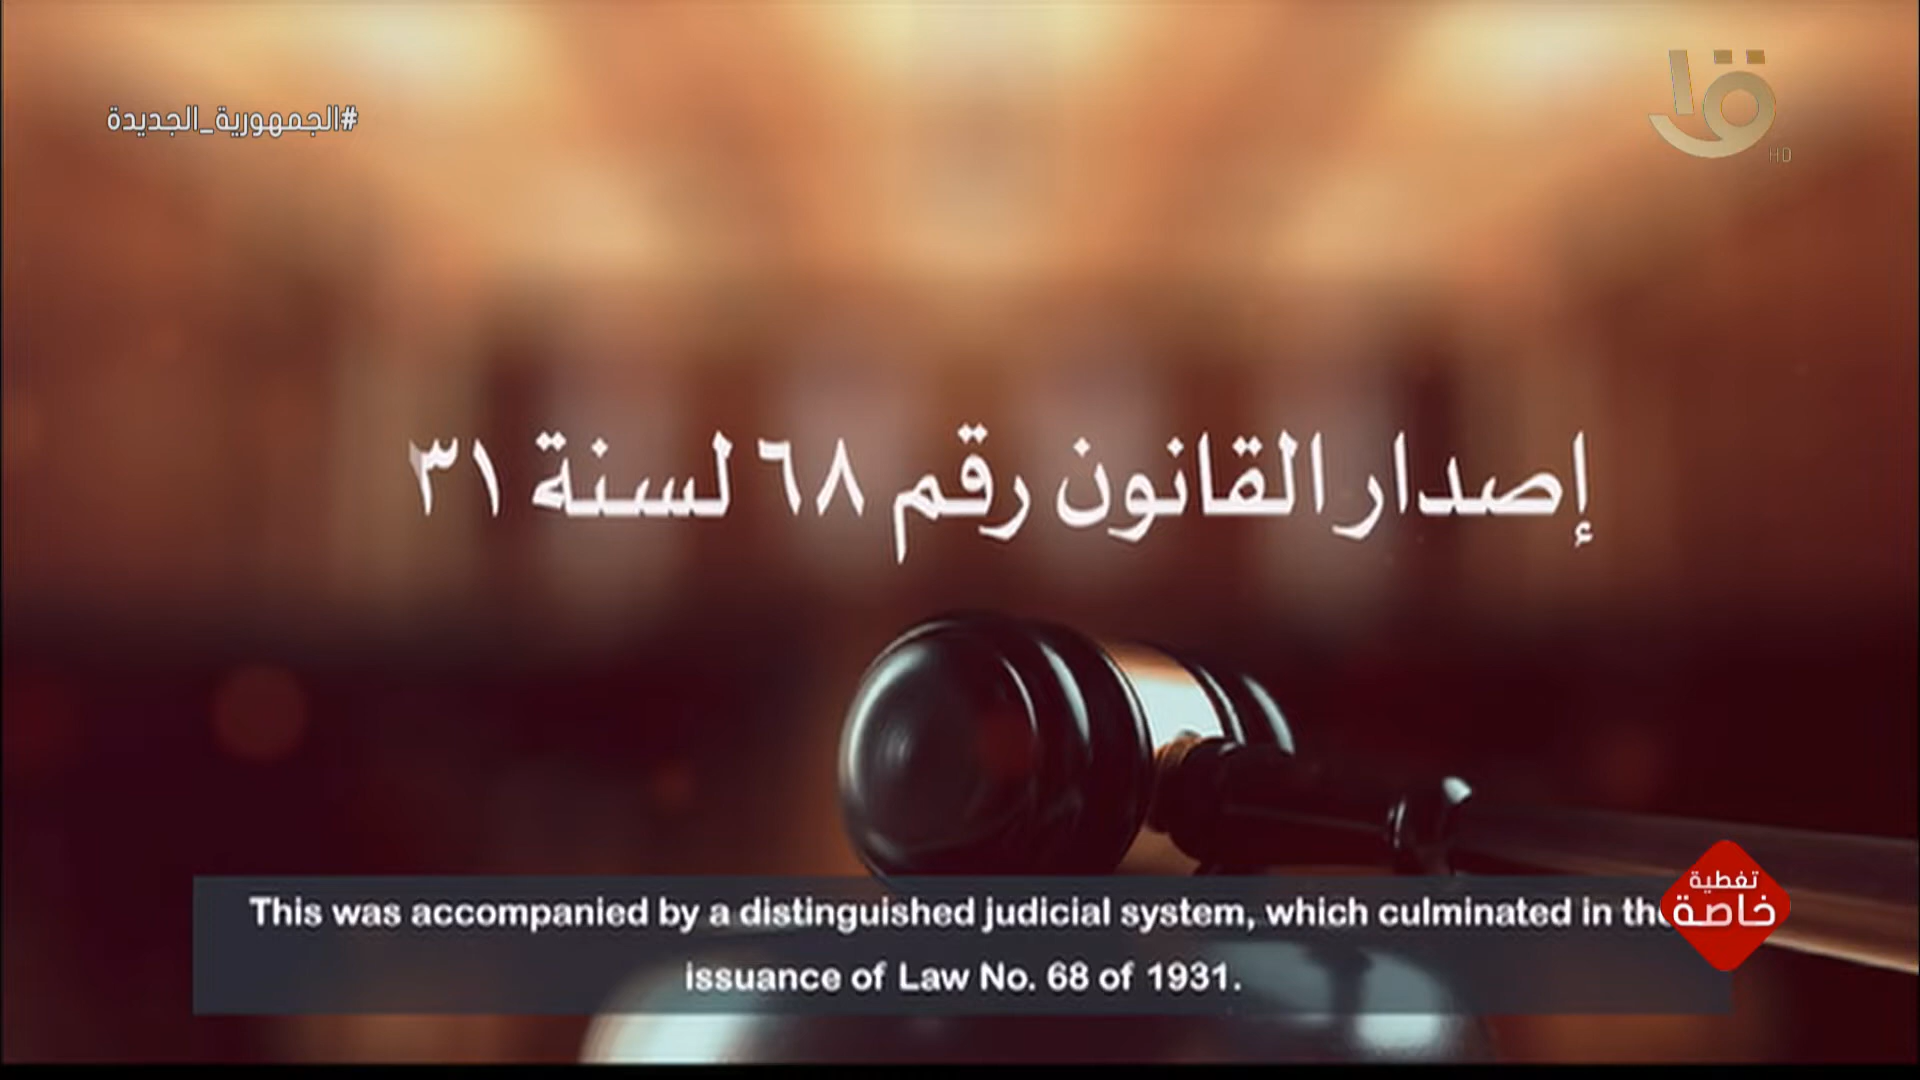 #الجمهورية_الجديدة
HD
إصدار القانون رقم ٦٨ لسنة ٣١
This was accompanied by a distinguished judicial system, which culminated in the
issuance of Law No. 68 of 1931.
تغطية
خاصة